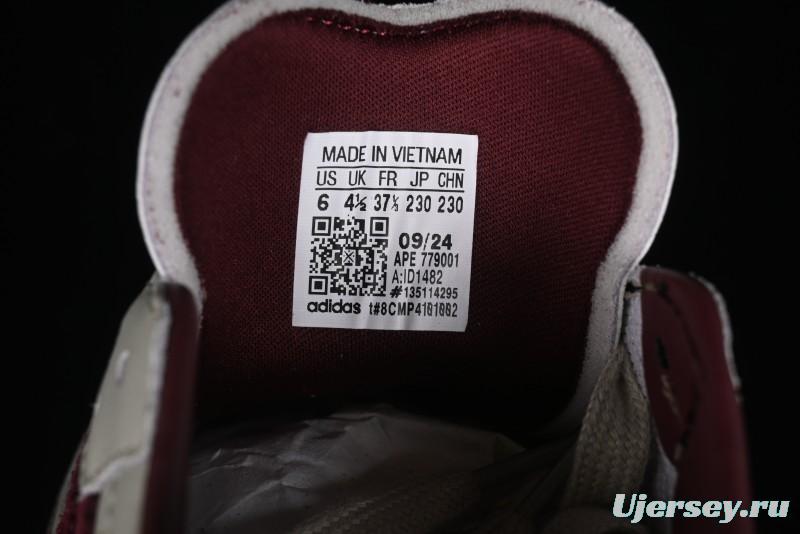 MADE IN VIETNAM
US UK FR JP CHN
6 4½ 37⅓ 230 230
09/24
APE 779001
A:ID1482
#135114295
adidas t#8CMP4101002
Ujersey.ru